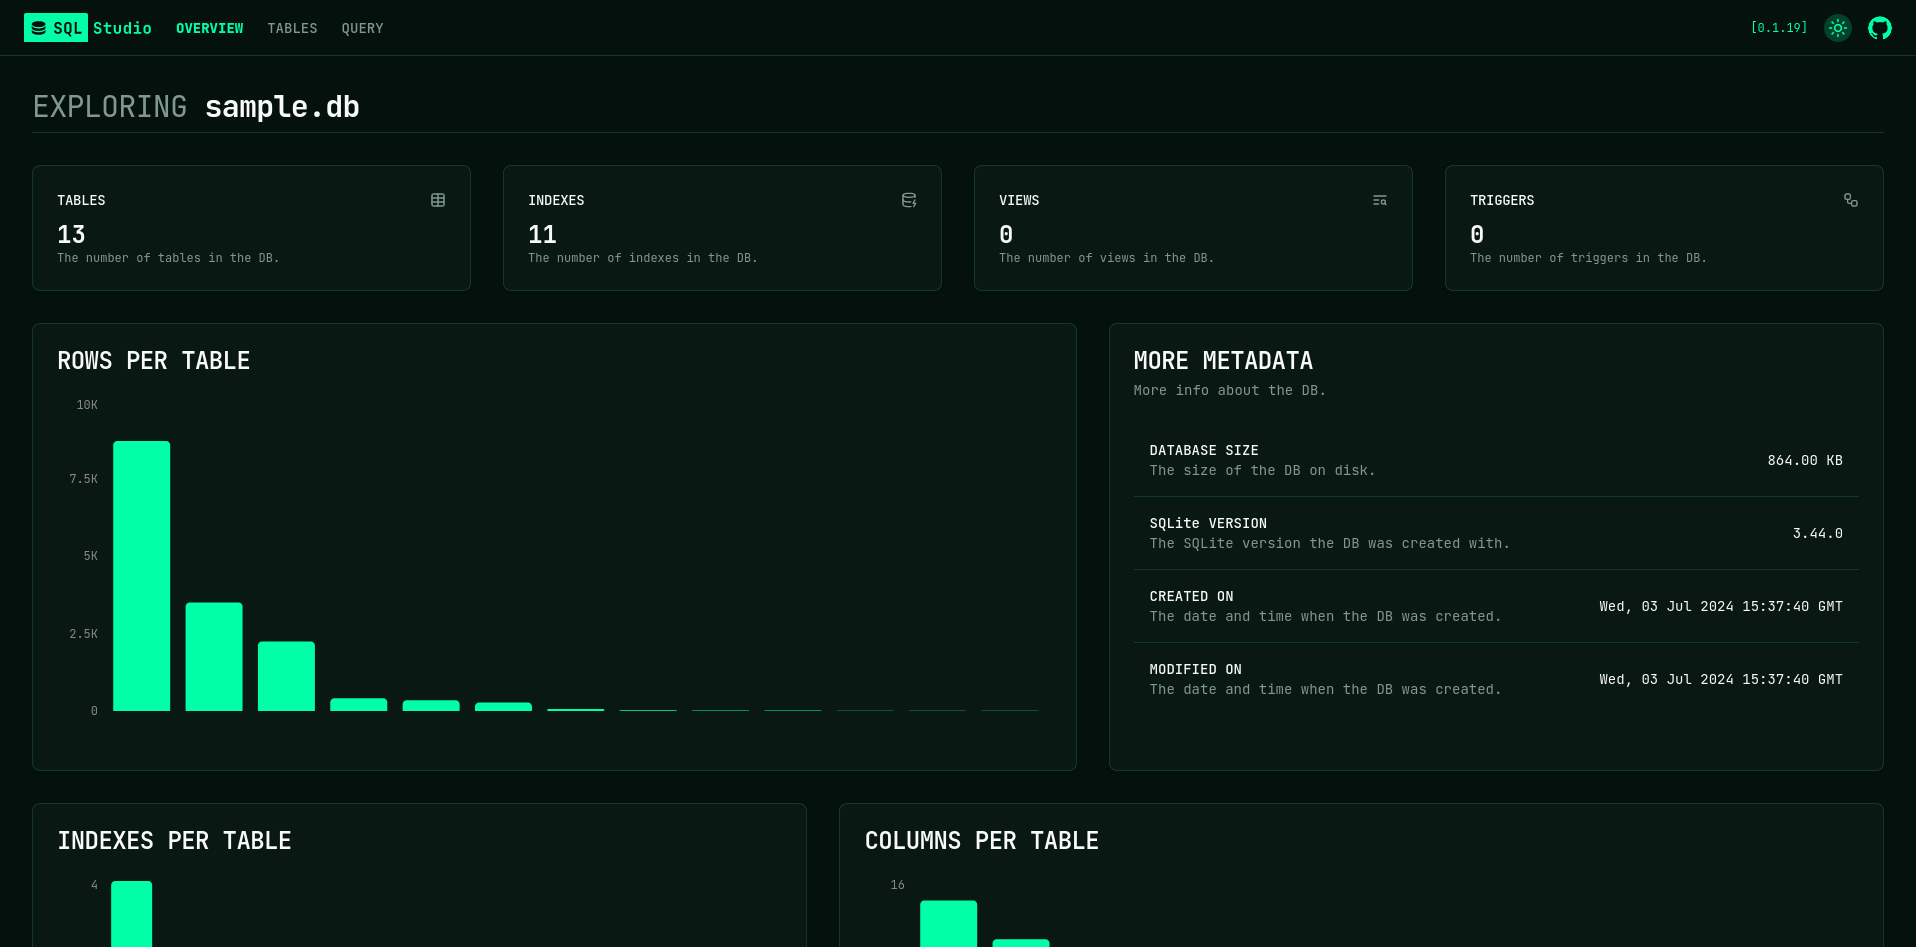 SQL Studio OVERVIEW TABLES QUERY [0.1.19]
EXPLORING sample.db
TABLES
13
The number of tables in the DB.
INDEXES
11
The number of indexes in the DB.
VIEWS
0
The number of views in the DB.
TRIGGERS
0
The number of triggers in the DB.
ROWS PER TABLE
10K
7.5K
5K
2.5K
0
MORE METADATA
More info about the DB.
DATABASE SIZE
The size of the DB on disk.
864.00 KB
SQLite VERSION
The SQLite version the DB was created with.
3.44.0
CREATED ON
The date and time when the DB was created.
Wed, 03 Jul 2024 15:37:40 GMT
MODIFIED ON
The date and time when the DB was created.
Wed, 03 Jul 2024 15:37:40 GMT
INDEXES PER TABLE
4
COLUMNS PER TABLE
16